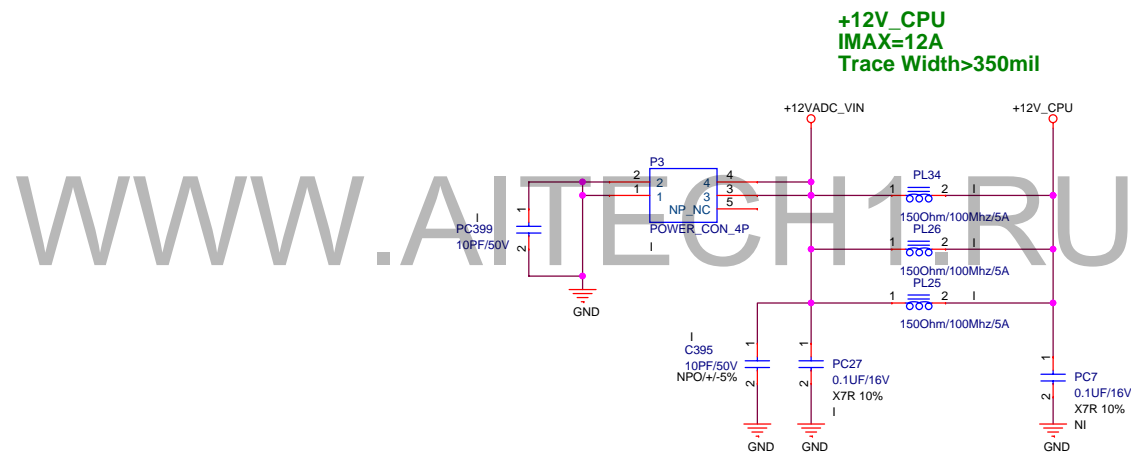 +12V_CPU
IMAX=12A
Trace Width>350mil
+12VADC_VIN
+12V_CPU
WWW.AITECH1.RU
P3
2
1
2
1
4
3
NP_NC
4
3
5
POWER_CON_4P
I
I
PC399
10PF/50V
1
2
GND
PL34
1
2
I
150Ohm/100Mhz/5A
PL26
1
2
I
150Ohm/100Mhz/5A
PL25
1
2
I
150Ohm/100Mhz/5A
I
C395
10PF/50V
NPO/+/-5%
1
2
GND
1
2
PC27
0.1UF/16V
X7R 10%
I
GND
1
2
PC7
0.1UF/16V
X7R 10%
NI
GND